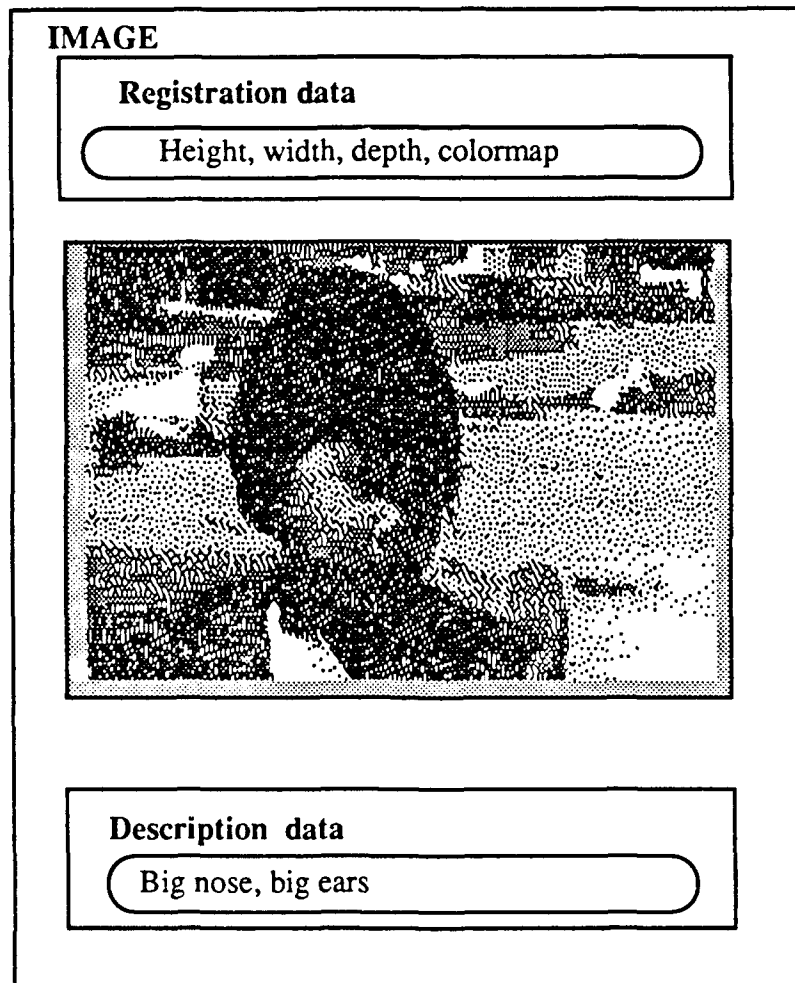 IMAGE
Registration data
Height, width, depth, colormap
Description data
Big nose, big ears